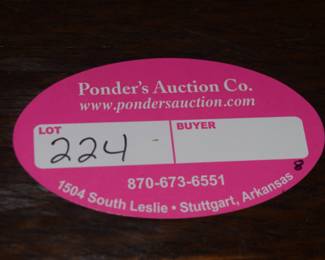 Ponder's Auction Co.
www.pondersauction.com
LOT BUYER
224
870-673-6551
1504 South Leslie • Stuttgart, Arkansas